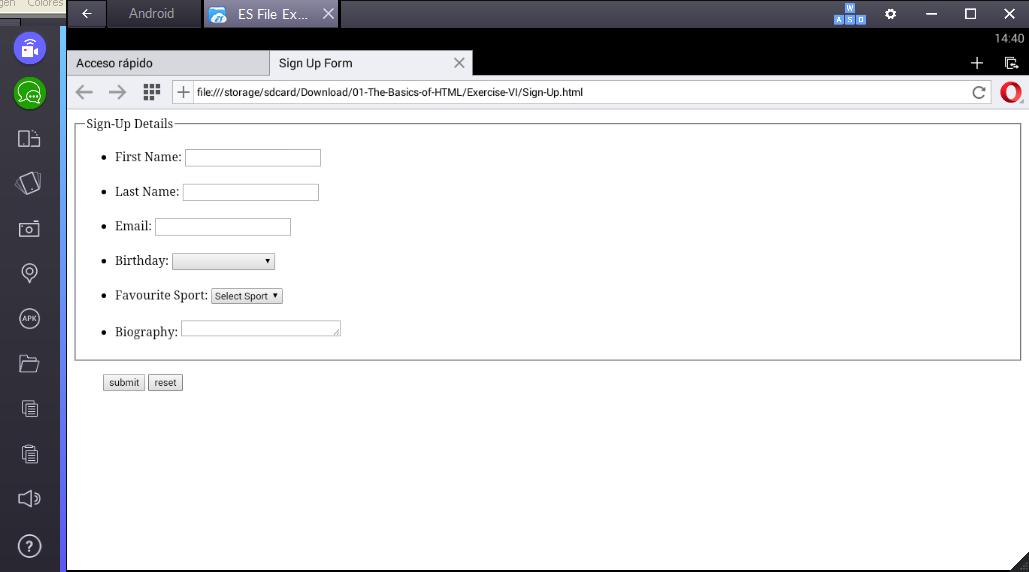 gen Colores
Android
ES File Ex...
W
A S D
14:40
Acceso rápido
Sign Up Form
file:///storage/sdcard/Download/01-The-Basics-of-HTML/Exercise-VI/Sign-Up.html
Sign-Up Details
First Name:
Last Name:
Email:
Birthday:
Favourite Sport: Select Sport
Biography:
submit reset
APK
?